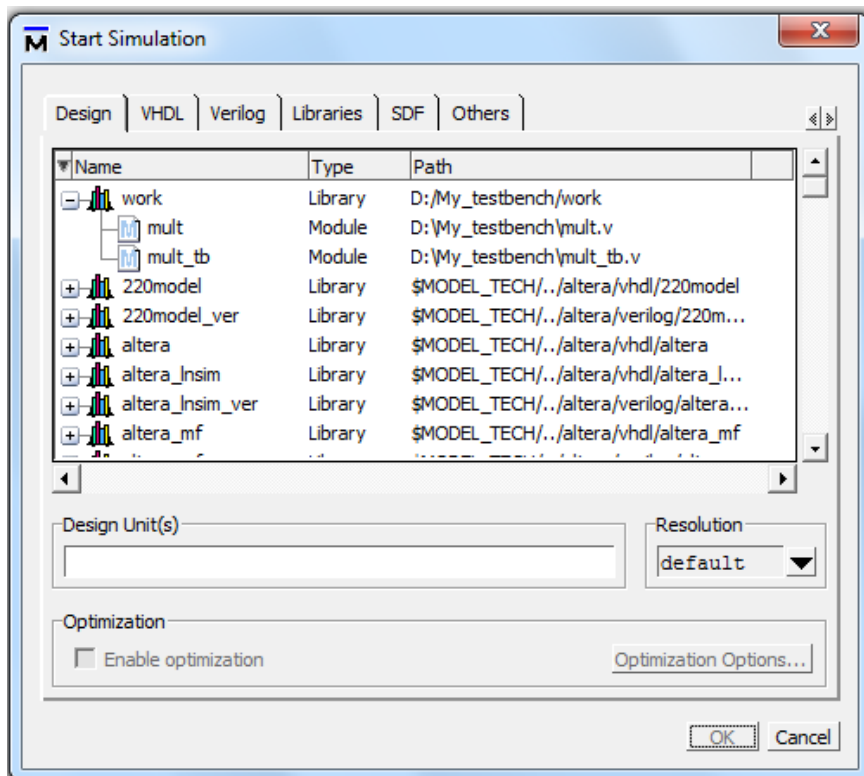 M Start Simulation
Design VHDL Verilog Libraries SDF Others
Name Type Path
work Library D:/My_testbench/work
M mult Module D:\My_testbench\mult.v
M mult_tb Module D:\My_testbench\mult_tb.v
220model Library $MODEL_TECH/../altera/vhdl/220model
220model_ver Library $MODEL_TECH/../altera/verilog/220m...
altera Library $MODEL_TECH/../altera/vhdl/altera
altera_lnsim Library $MODEL_TECH/../altera/vhdl/altera_l...
altera_lnsim_ver Library $MODEL_TECH/../altera/verilog/altera...
altera_mf Library $MODEL_TECH/../altera/vhdl/altera_mf
Design Unit(s) Resolution
default
Optimization
Enable optimization Optimization Options...
OK Cancel